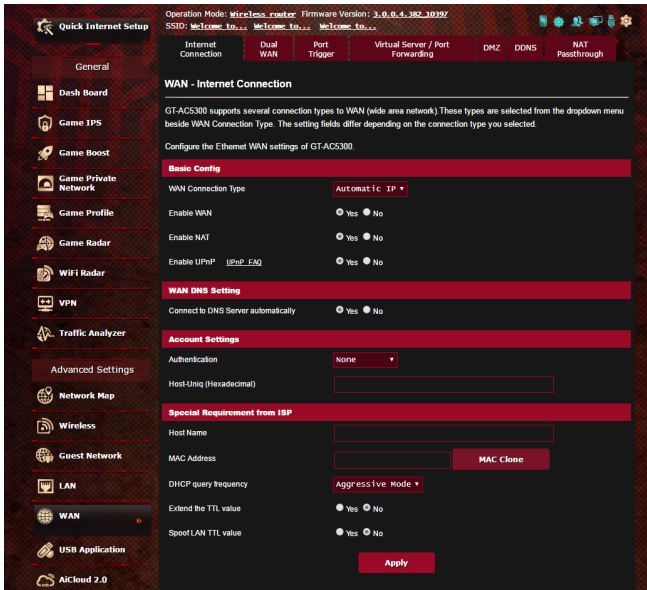 Quick Internet Setup
General
Dash Board
Game IPS
Game Boost
Game Private
Network
Game Profile
Game Radar
WiFi Radar
VPN
Traffic Analyzer
Advanced Settings
Network Map
Wireless
Guest Network
LAN
WAN
USB Application
AiCloud 2.0
Operation Mode: Wireless router Firmware Version: 3.0.0.4.382_10397
SSID: Welcome to... Welcome to... Welcome to...
Internet Connection Dual WAN Port Trigger Virtual Server / Port Forwarding DMZ DDNS NAT Passthrough
WAN - Internet Connection
GT-AC5300 supports several connection types to WAN (wide area network).These types are selected from the dropdown menu
beside WAN Connection Type. The setting fields differ depending on the connection type you selected.
Configure the Ethernet WAN settings of GT-AC5300.
Basic Config
WAN Connection Type Automatic IP
Enable WAN Yes No
Enable NAT Yes No
Enable UPnP UPnP FAQ Yes No
WAN DNS Setting
Connect to DNS Server automatically Yes No
Account Settings
Authentication None
Host-Uniq (Hexadecimal)
Special Requirement from ISP
Host Name
MAC Address MAC Clone
DHCP query frequency Aggressive Mode
Extend the TTL value Yes No
Spoof LAN TTL value Yes No
Apply